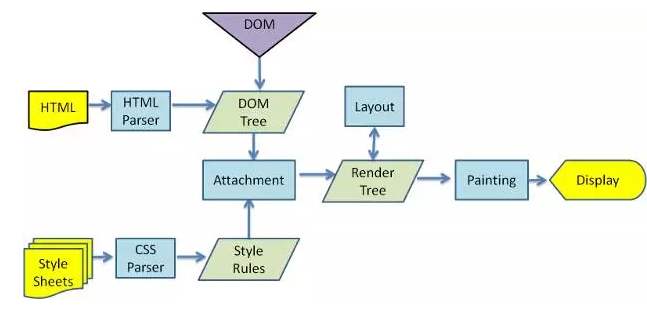 DOM
HTML
HTML
Parser
DOM
Tree
Layout
Attachment
Render
Tree
Painting
Display
Style
Sheets
CSS
Parser
Style
Rules